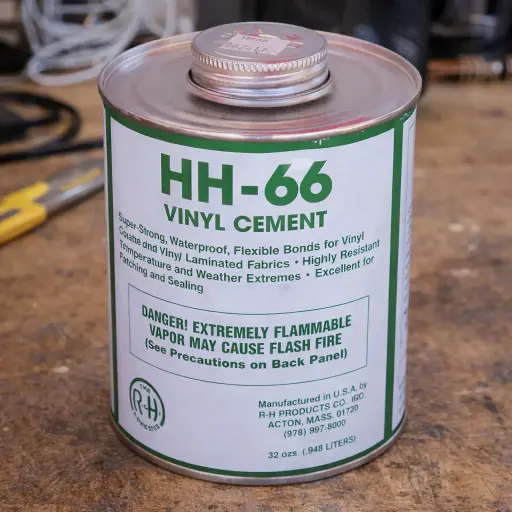 HH-66
VINYL CEMENT
Super-Strong, Waterproof, Flexible Bonds for Vinyl
Coated and Vinyl Laminated Fabrics • Highly Resistant
Temperature and Weather Extremes • Excellent for
Patching and Sealing
DANGER! EXTREMELY FLAMMABLE
VAPOR MAY CAUSE FLASH FIRE
(See Precautions on Back Panel)
R-H
Manufactured in U.S.A. by
R-H PRODUCTS CO.,
ACTON, MASS. 01720
(978) 997-8000
32 ozs. (.948 LITERS)